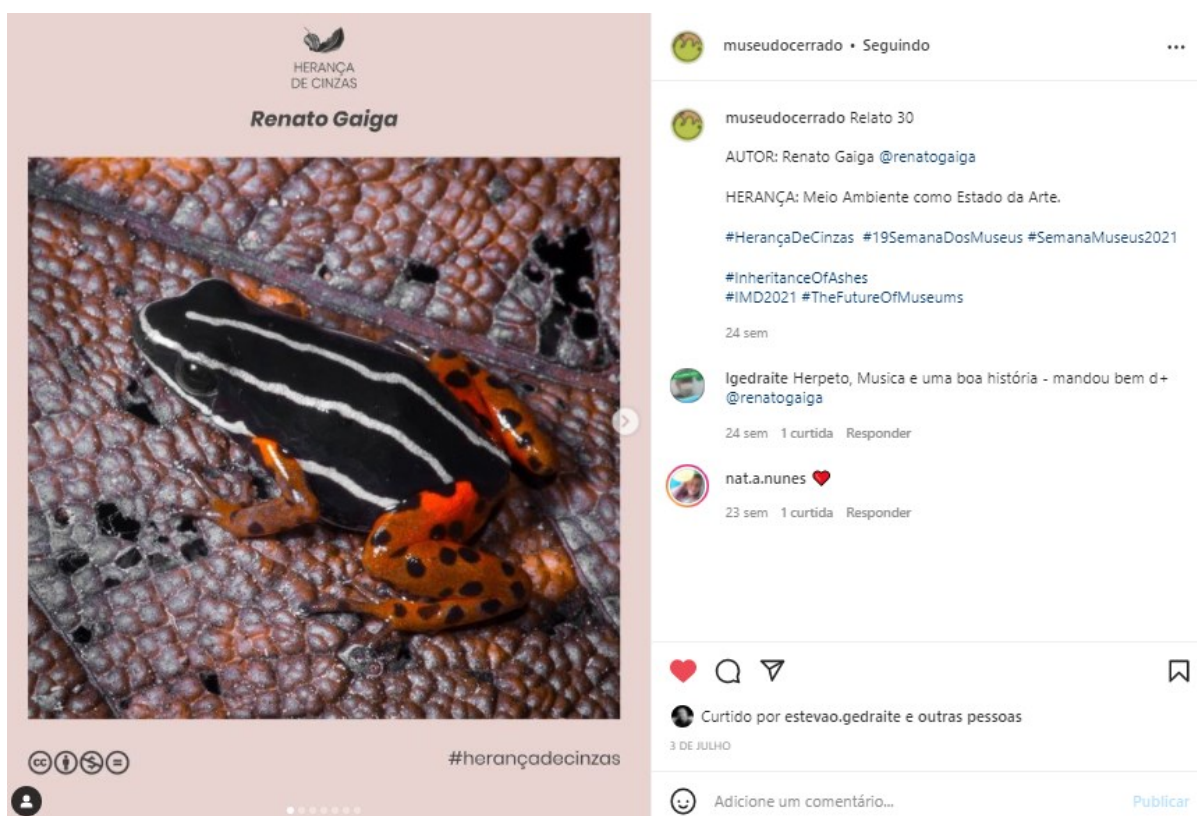 HERANÇA
DE CINZAS
Renato Gaiga
#herançadecinzas
museudocerrado • Seguindo
museudocerrado Relato 30
AUTOR: Renato Gaiga @renatogaiga
HERANÇA: Meio Ambiente como Estado da Arte.
#HerançaDeCinzas #19SemanaDosMuseus #SemanaMuseus2021
#InheritanceOfAshes
#IMD2021 #TheFutureOfMuseums
24 sem
lgedraite Herpeto, Musica e uma boa história - mandou bem d+
@renatogaiga
24 sem 1 curtida Responder
nat.a.nunes ❤
23 sem 1 curtida Responder
Curtido por estevao.gedraite e outras pessoas
3 DE JULHO
Adicione um comentário...
Publicar